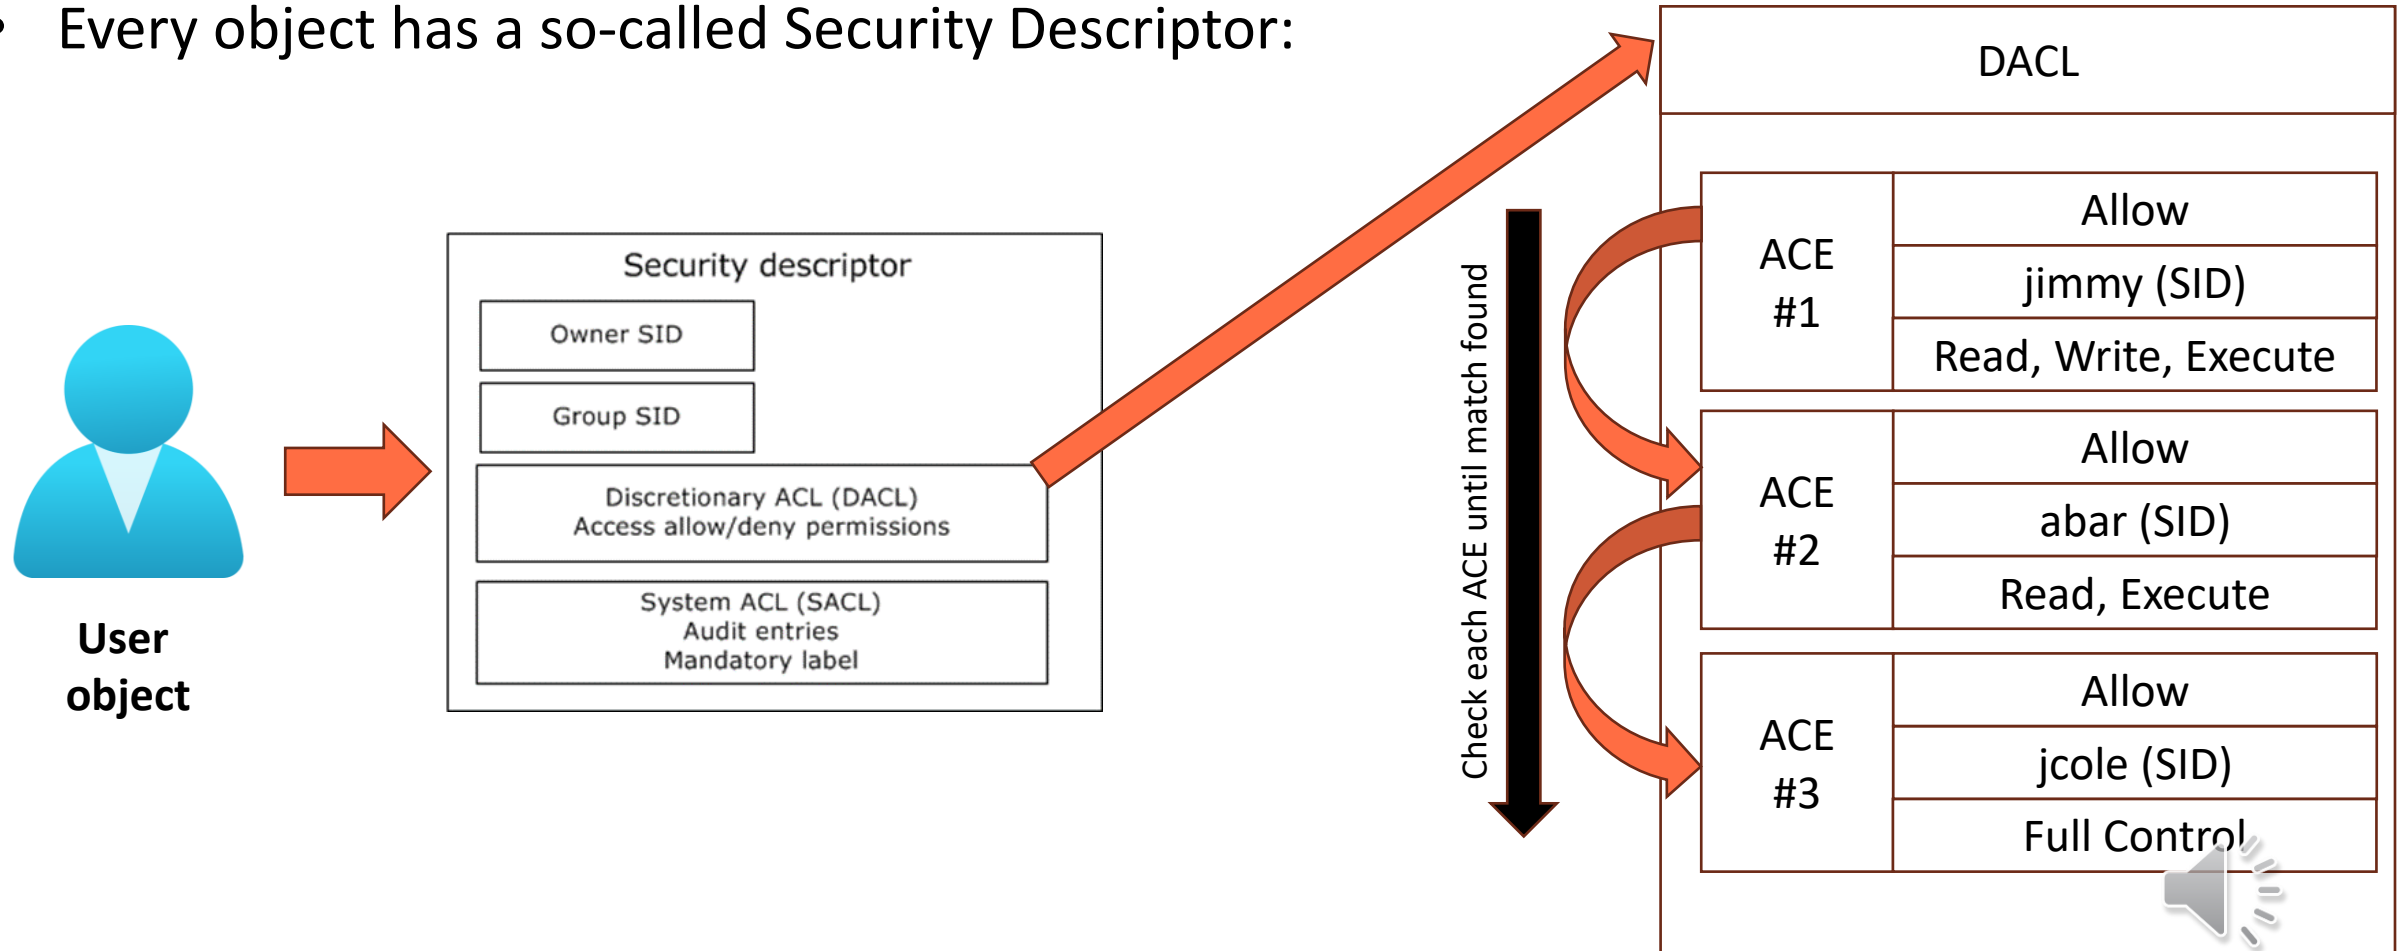 • Every object has a so-called Security Descriptor:
User
object
Security descriptor
Owner SID
Group SID
Discretionary ACL (DACL)
Access allow/deny permissions
System ACL (SACL)
Audit entries
Mandatory label
Check each ACE until match found
DACL
ACE
#1
Allow
jimmy (SID)
Read, Write, Execute
ACE
#2
Allow
abar (SID)
Read, Execute
ACE
#3
Allow
jcole (SID)
Full Control